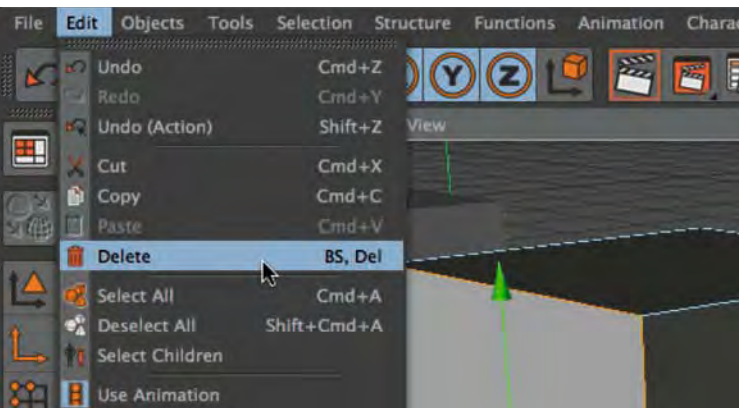 File Edit Objects Tools Selection Structure Functions Animation
Undo Cmd+Z
Y Z
Redo Cmd+Y
Undo (Action) Shift+Z View
Cut Cmd+X
Copy Cmd+C
Paste Cmd+V
Delete BS, Del
Select All Cmd+A
Deselect All Shift+Cmd+A
Select Children
Use Animation